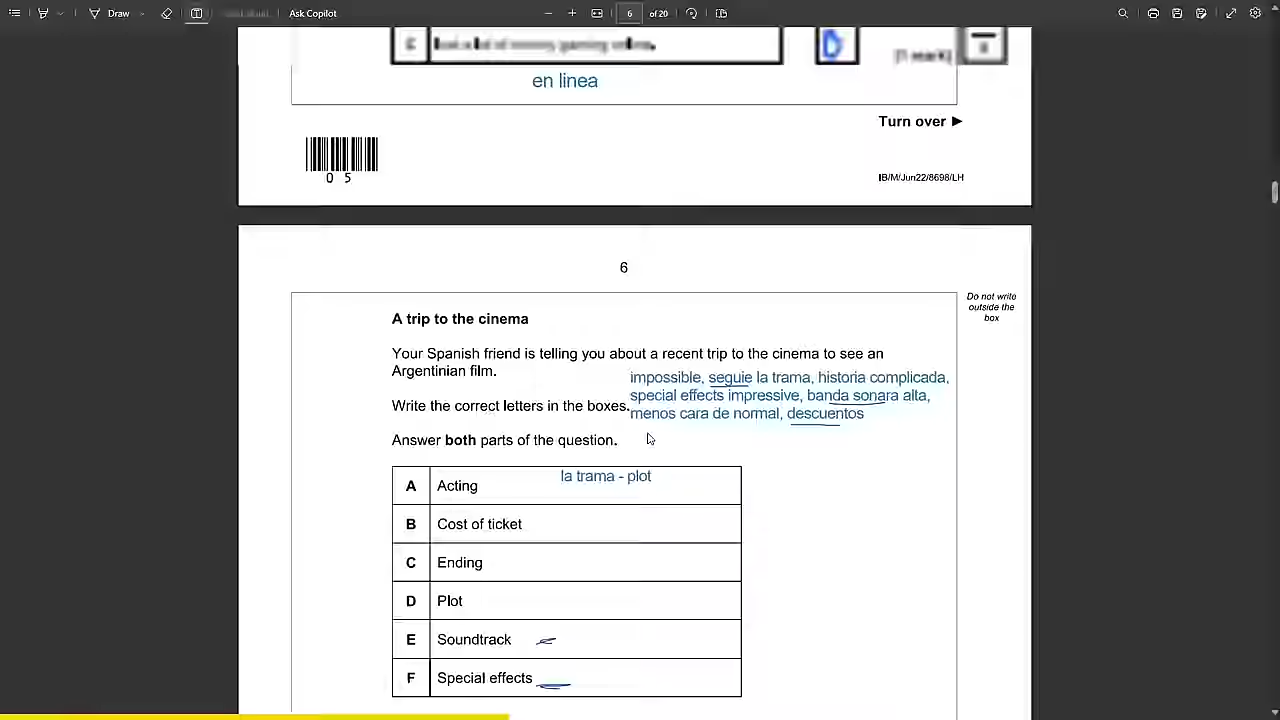 Draw
Ask Copilot
6
of 20
C
D
[1 mark]
en linea
Turn over ►
0 5
IB/M/Jun22/8698/LH
6
Do not write
outside the
box
A trip to the cinema
Your Spanish friend is telling you about a recent trip to the cinema to see an
Argentinian film.
impossible, seguie la trama, historia complicada,
special effects impressive, banda sonara alta,
Write the correct letters in the boxes.
menos cara de normal, descuentos
Answer both parts of the question.
la trama - plot
A Acting
B Cost of ticket
C Ending
D Plot
E Soundtrack
F Special effects